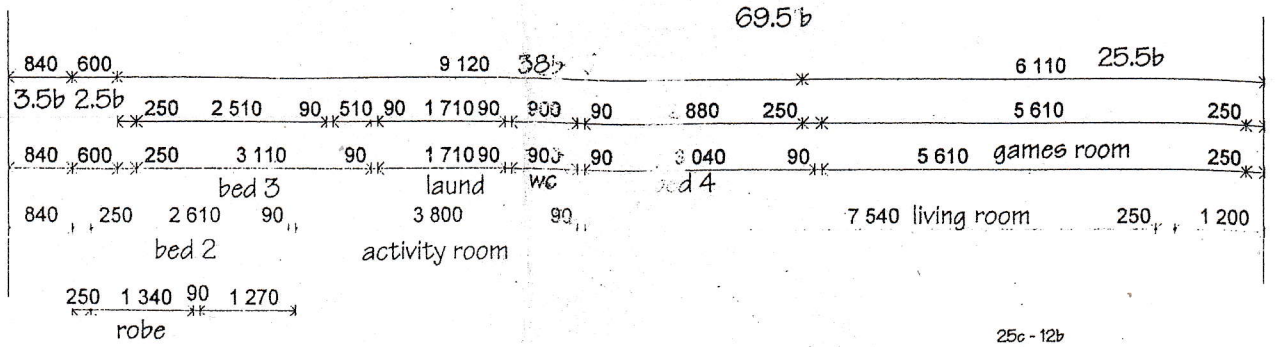 69.5b
840 600 9 120 38b 6 110 25.5b
3.5b 2.5b 250 2 510 90 510 90 1 710 90 900 90 880 250 5 610 250
840 600 250 3 110 90 1 710 90 900 90 3 040 90 5 610 games room 250
bed 3 laund wc bed 4
840 250 2 610 90 3 800 90 7 540 living room 250 1 200
bed 2 activity room
250 1 340 90 1 270
robe
25c - 12b